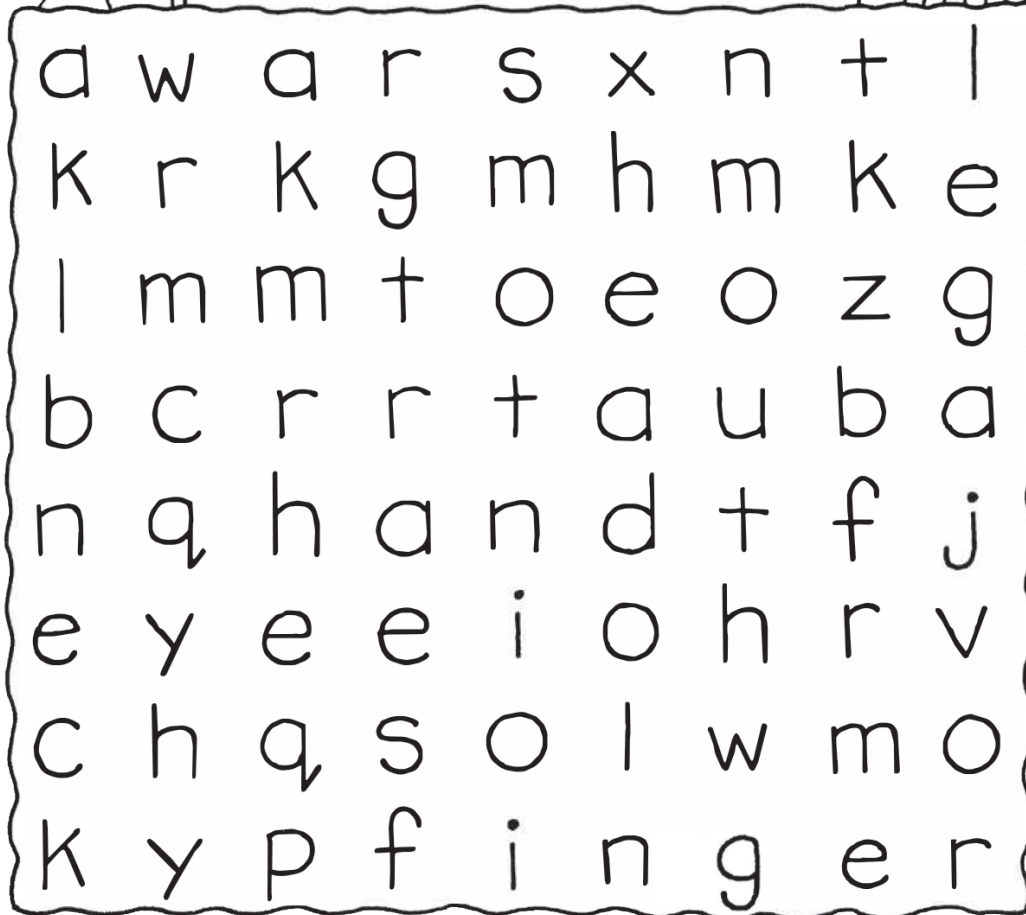 a w a r s x n t l
k r k g m h m k e
l m m t o e o z g
b c r r t a u b a
n q h a n d t f j
e y e e i o h r v
c h q s o l w m o
k y p f i n g e r